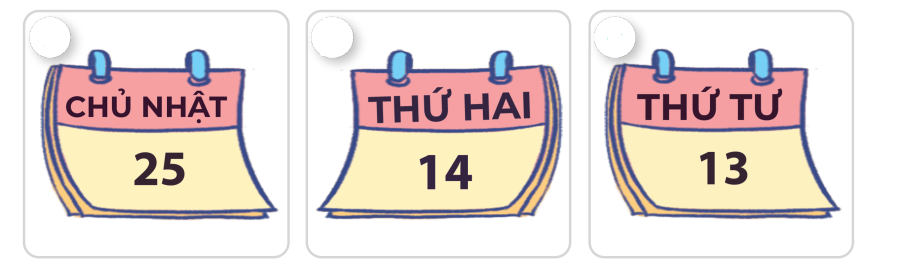 CHỦ NHẬT
25
THỨ HAI
14
THỨ TƯ
13